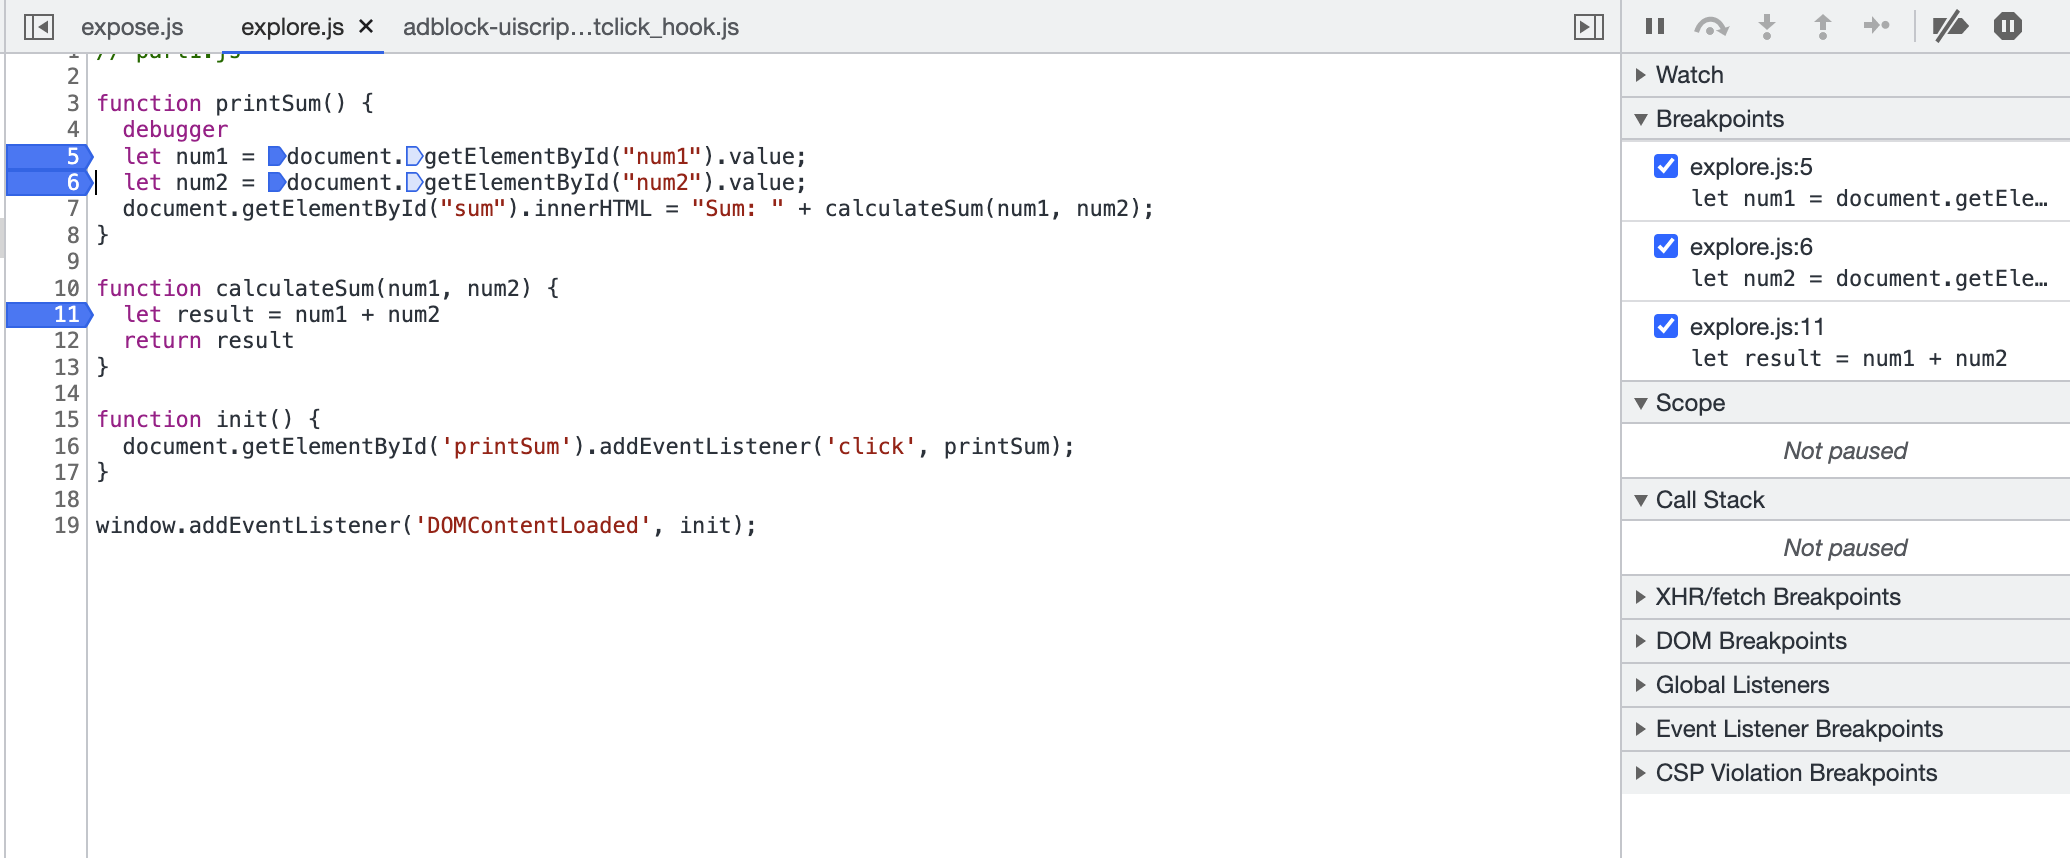 expose.js
explore.js
adblock-uiscrip…tclick_hook.js
1 // part1.js
2
3 function printSum() {
4 debugger
5 let num1 = document.getElementById("num1").value;
6 let num2 = document.getElementById("num2").value;
7 document.getElementById("sum").innerHTML = "Sum: " + calculateSum(num1, num2);
8 }
9
10 function calculateSum(num1, num2) {
11 let result = num1 + num2
12 return result
13 }
14
15 function init() {
16 document.getElementById('printSum').addEventListener('click', printSum);
17 }
18
19 window.addEventListener('DOMContentLoaded', init);
Watch
Breakpoints
explore.js:5
let num1 = document.getEle…
explore.js:6
let num2 = document.getEle…
explore.js:11
let result = num1 + num2
Scope
Not paused
Call Stack
Not paused
XHR/fetch Breakpoints
DOM Breakpoints
Global Listeners
Event Listener Breakpoints
CSP Violation Breakpoints